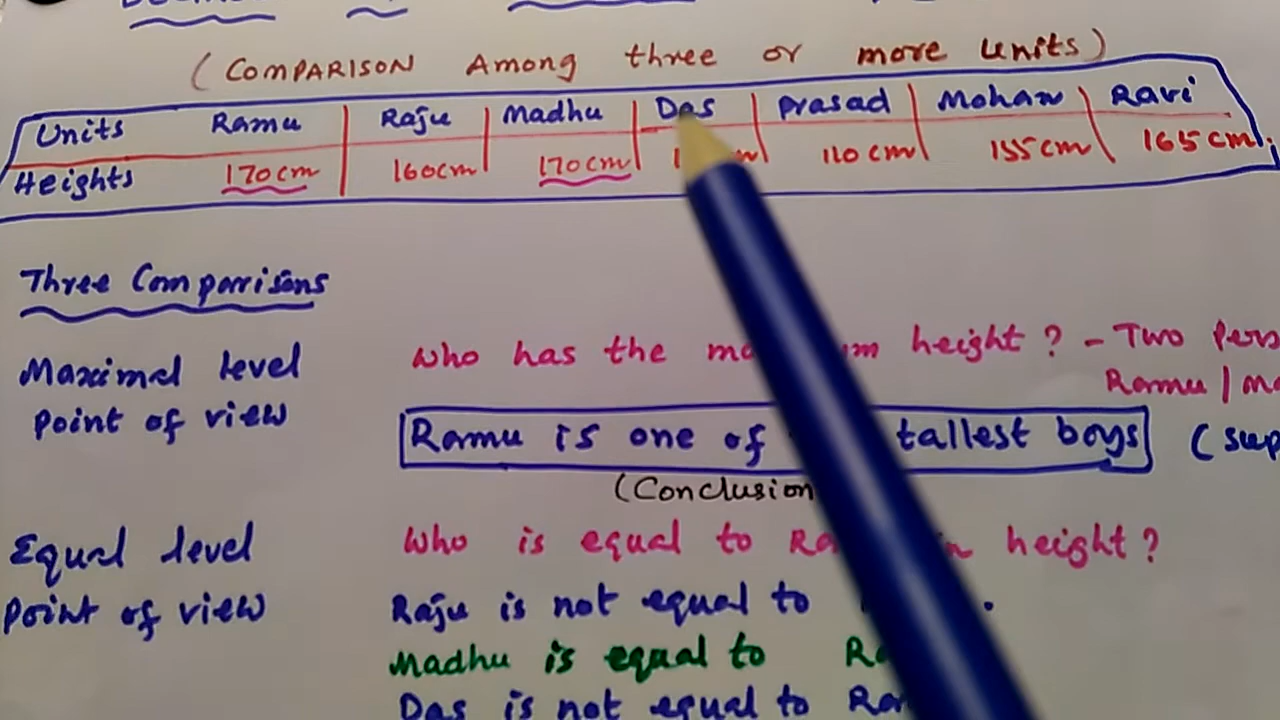 (COMPARISON Among three or more Units)
Units Ramu Raju Madhu Das Prasad Mohan Ravi
Heights 170cm 160cm 170cm 110cm 155cm 165cm.
Three Comparisons
Maximal level
Point of view
Who has the height? - Two
Ramu /
Ramu is one of tallest boys (
(Conclusion
Equal level
Point of view
Who is equal to in height?
Raju is not equal to
Madhu is equal to
Das is not equal to